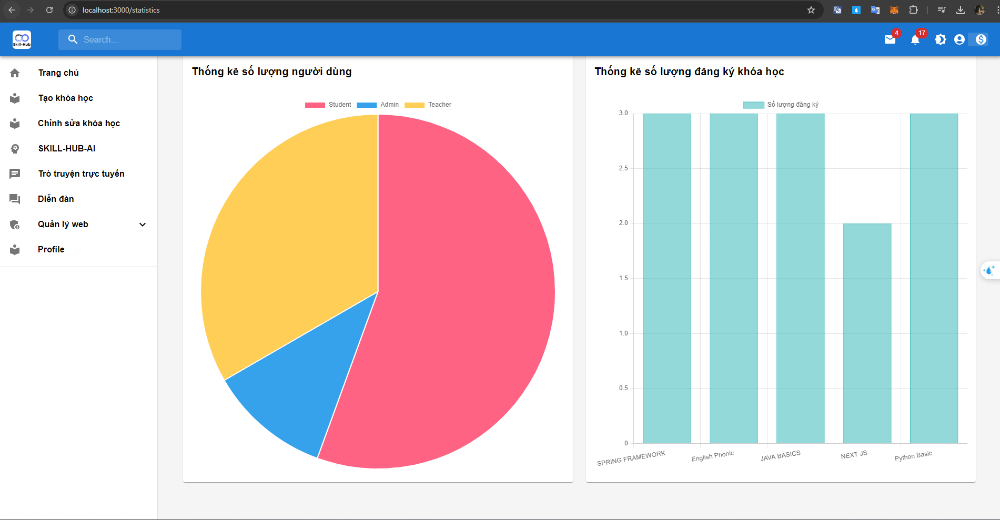 localhost:3000/statistics
Skill-Hub
Search...
4
17
Trang chủ
Tạo khóa học
Chỉnh sửa khóa học
SKILL-HUB-AI
Trò truyện trực tuyến
Diễn đàn
Quản lý web
Profile
Thống kê số lượng người dùng
Student Admin Teacher
Thống kê số lượng đăng ký khóa học
Số lượng đăng ký
3.0
2.5
2.0
1.5
1.0
0.5
0
SPRING FRAMEWORK English Phonic JAVA BASICS NEXT JS Python Basic